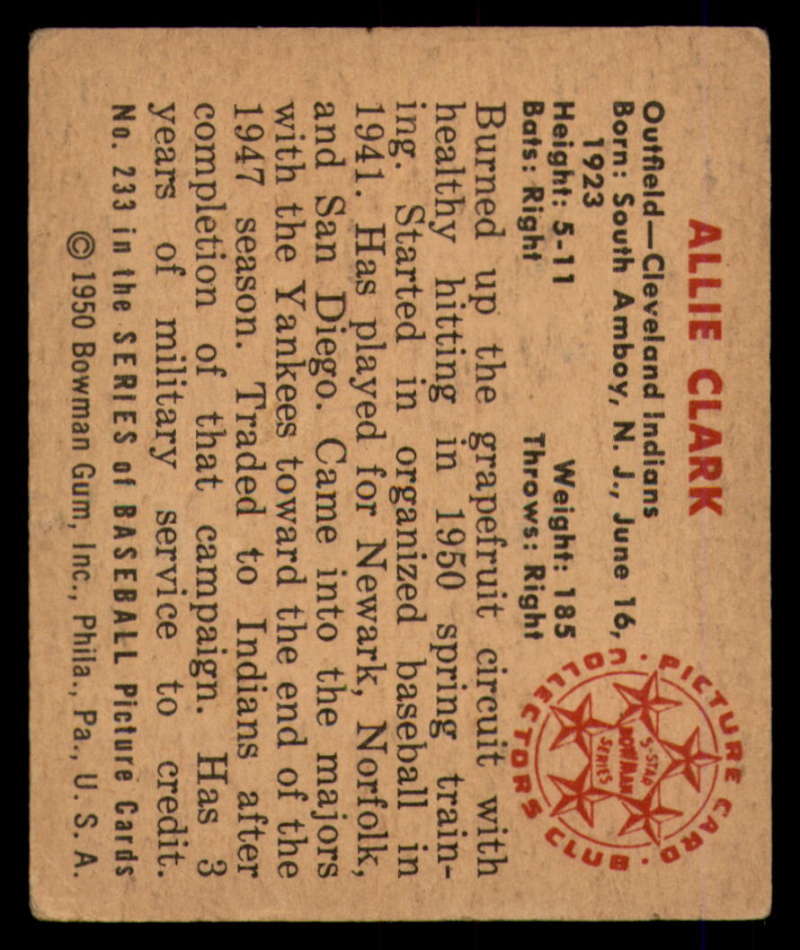 ALLIE CLARK
Outfield—Cleveland Indians
Born: South Amboy, N. J., June 16,
1923
Height: 5-11 Weight: 185
Bats: Right Throws: Right
Burned up the grapefruit circuit with
healthy hitting in 1950 spring train-
ing. Started in organized baseball in
1941. Has played for Newark, Norfolk,
and San Diego. Came into the majors
with the Yankees toward the end of the
1947 season. Traded to Indians after
completion of that campaign. Has 3
years of military service to credit.
No. 233 in the SERIES of BASEBALL Picture Cards
©1950 Bowman Gum, Inc., Phila., Pa., U. S. A.
PICTURE CARD · COLLECTORS CLUB ·
5-STAR
BOWMAN
SERIES